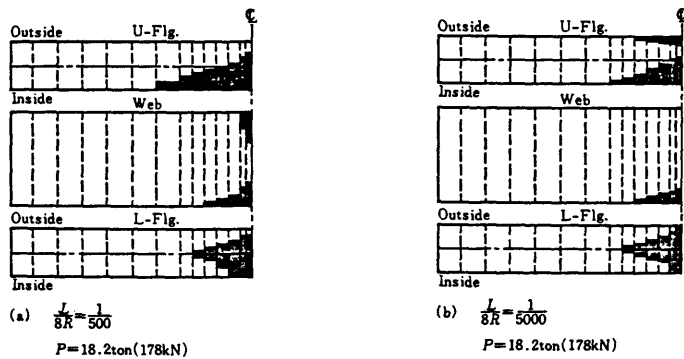 ℄
Outside U-Flg.
Inside
Web
Outside L-Flg.
Inside
(a) L/8R = 1/500
P=18.2ton(178kN)
℄
Outside U-Flg.
Inside
Web
Outside L-Flg.
Inside
(b) L/8R = 1/5000
P=18.2ton(178kN)